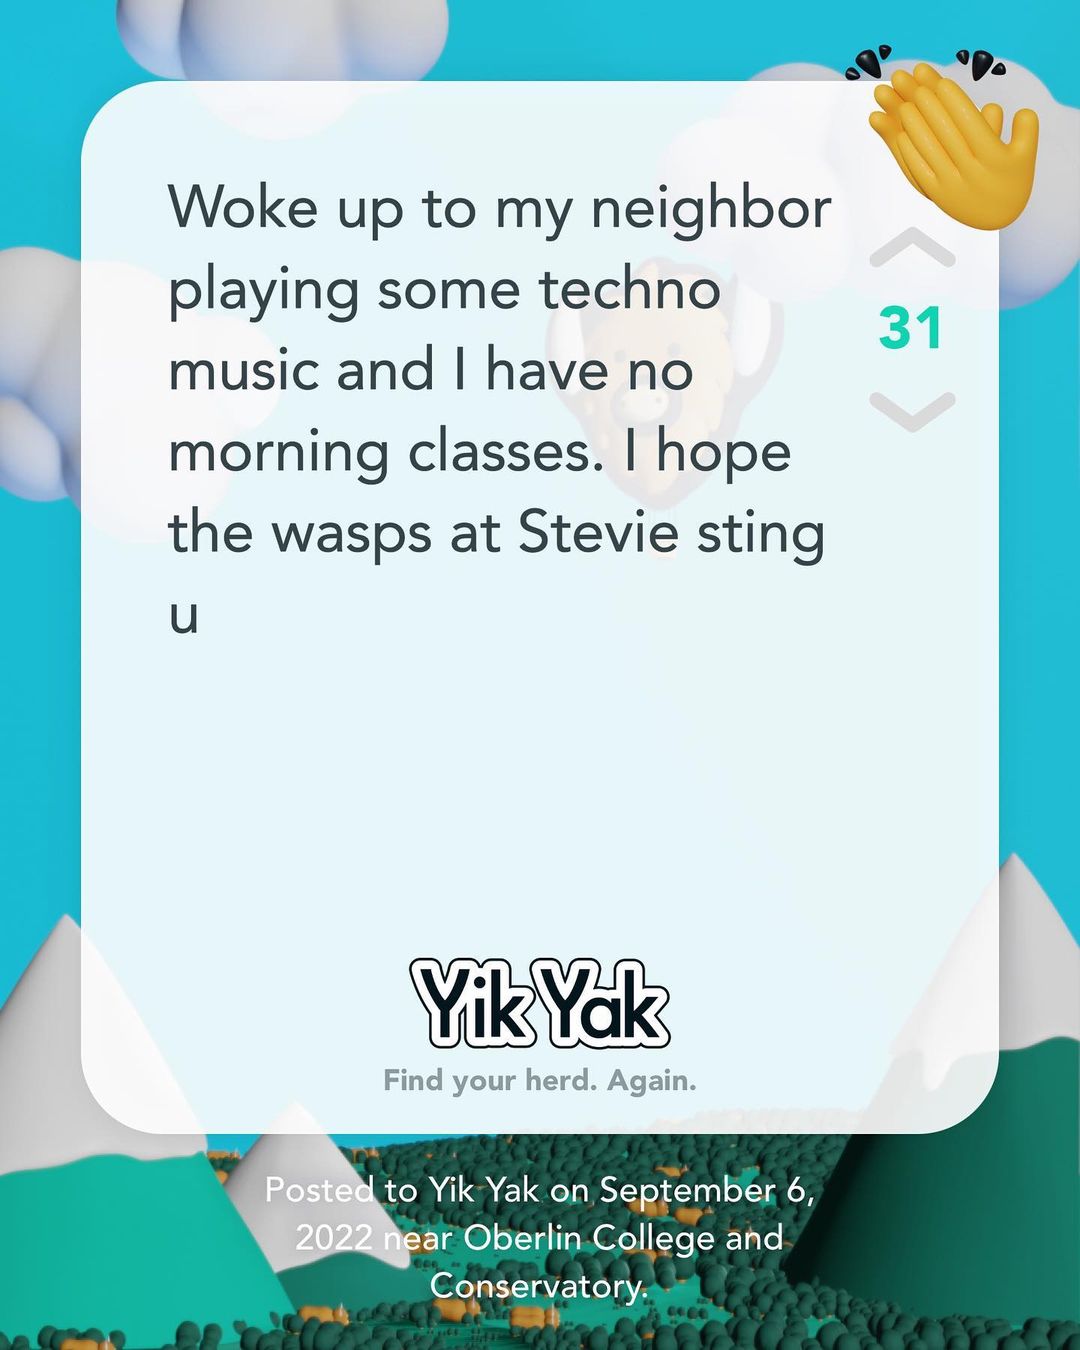 Woke up to my neighbor
playing some techno
music and I have no
morning classes. I hope
the wasps at Stevie sting
u
31
Yik Yak
Find your herd. Again.
Posted to Yik Yak on September 6,
2022 near Oberlin College and
Conservatory.